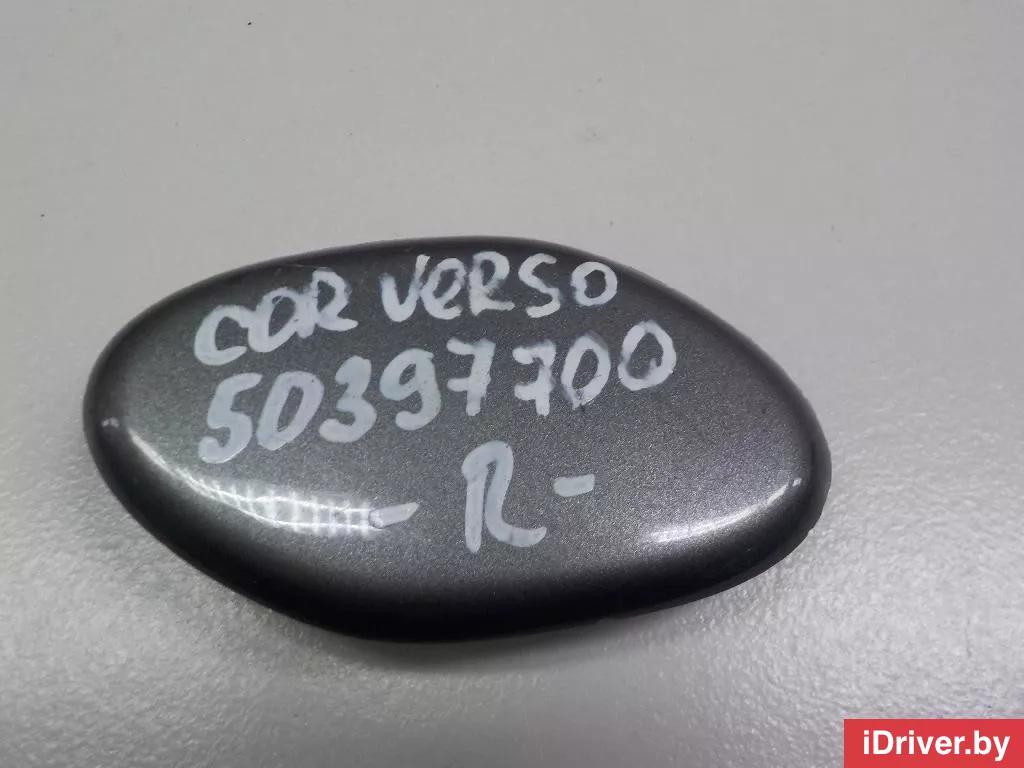 COR VERSO
50397700
- R -
iDriver.by